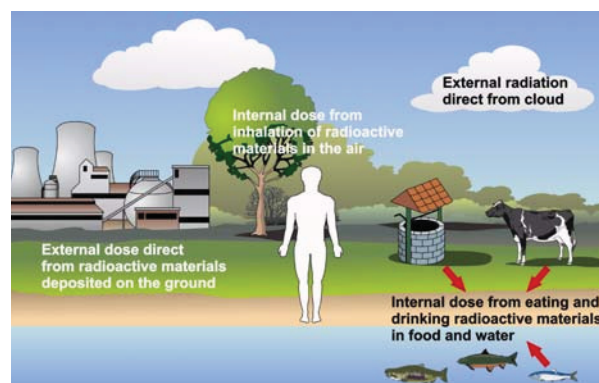 External radiation
direct from cloud
Internal dose from
inhalation of radioactive
materials in the air
External dose direct
from radioactive materials
deposited on the ground
Internal dose from eating and
drinking radioactive materials
in food and water